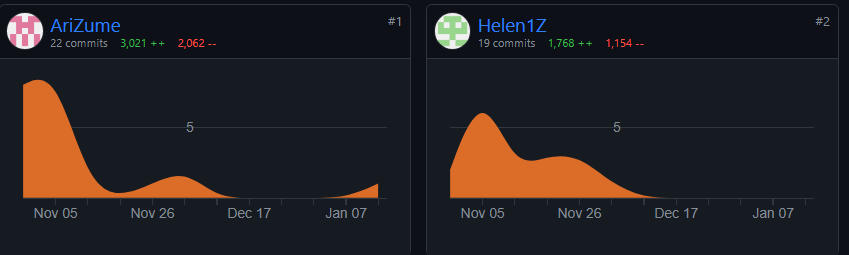 AriZume #1
22 commits 3,021 ++ 2,062 --
5
Nov 05 Nov 26 Dec 17 Jan 07
Helen1Z #2
19 commits 1,768 ++ 1,154 --
5
Nov 05 Nov 26 Dec 17 Jan 07